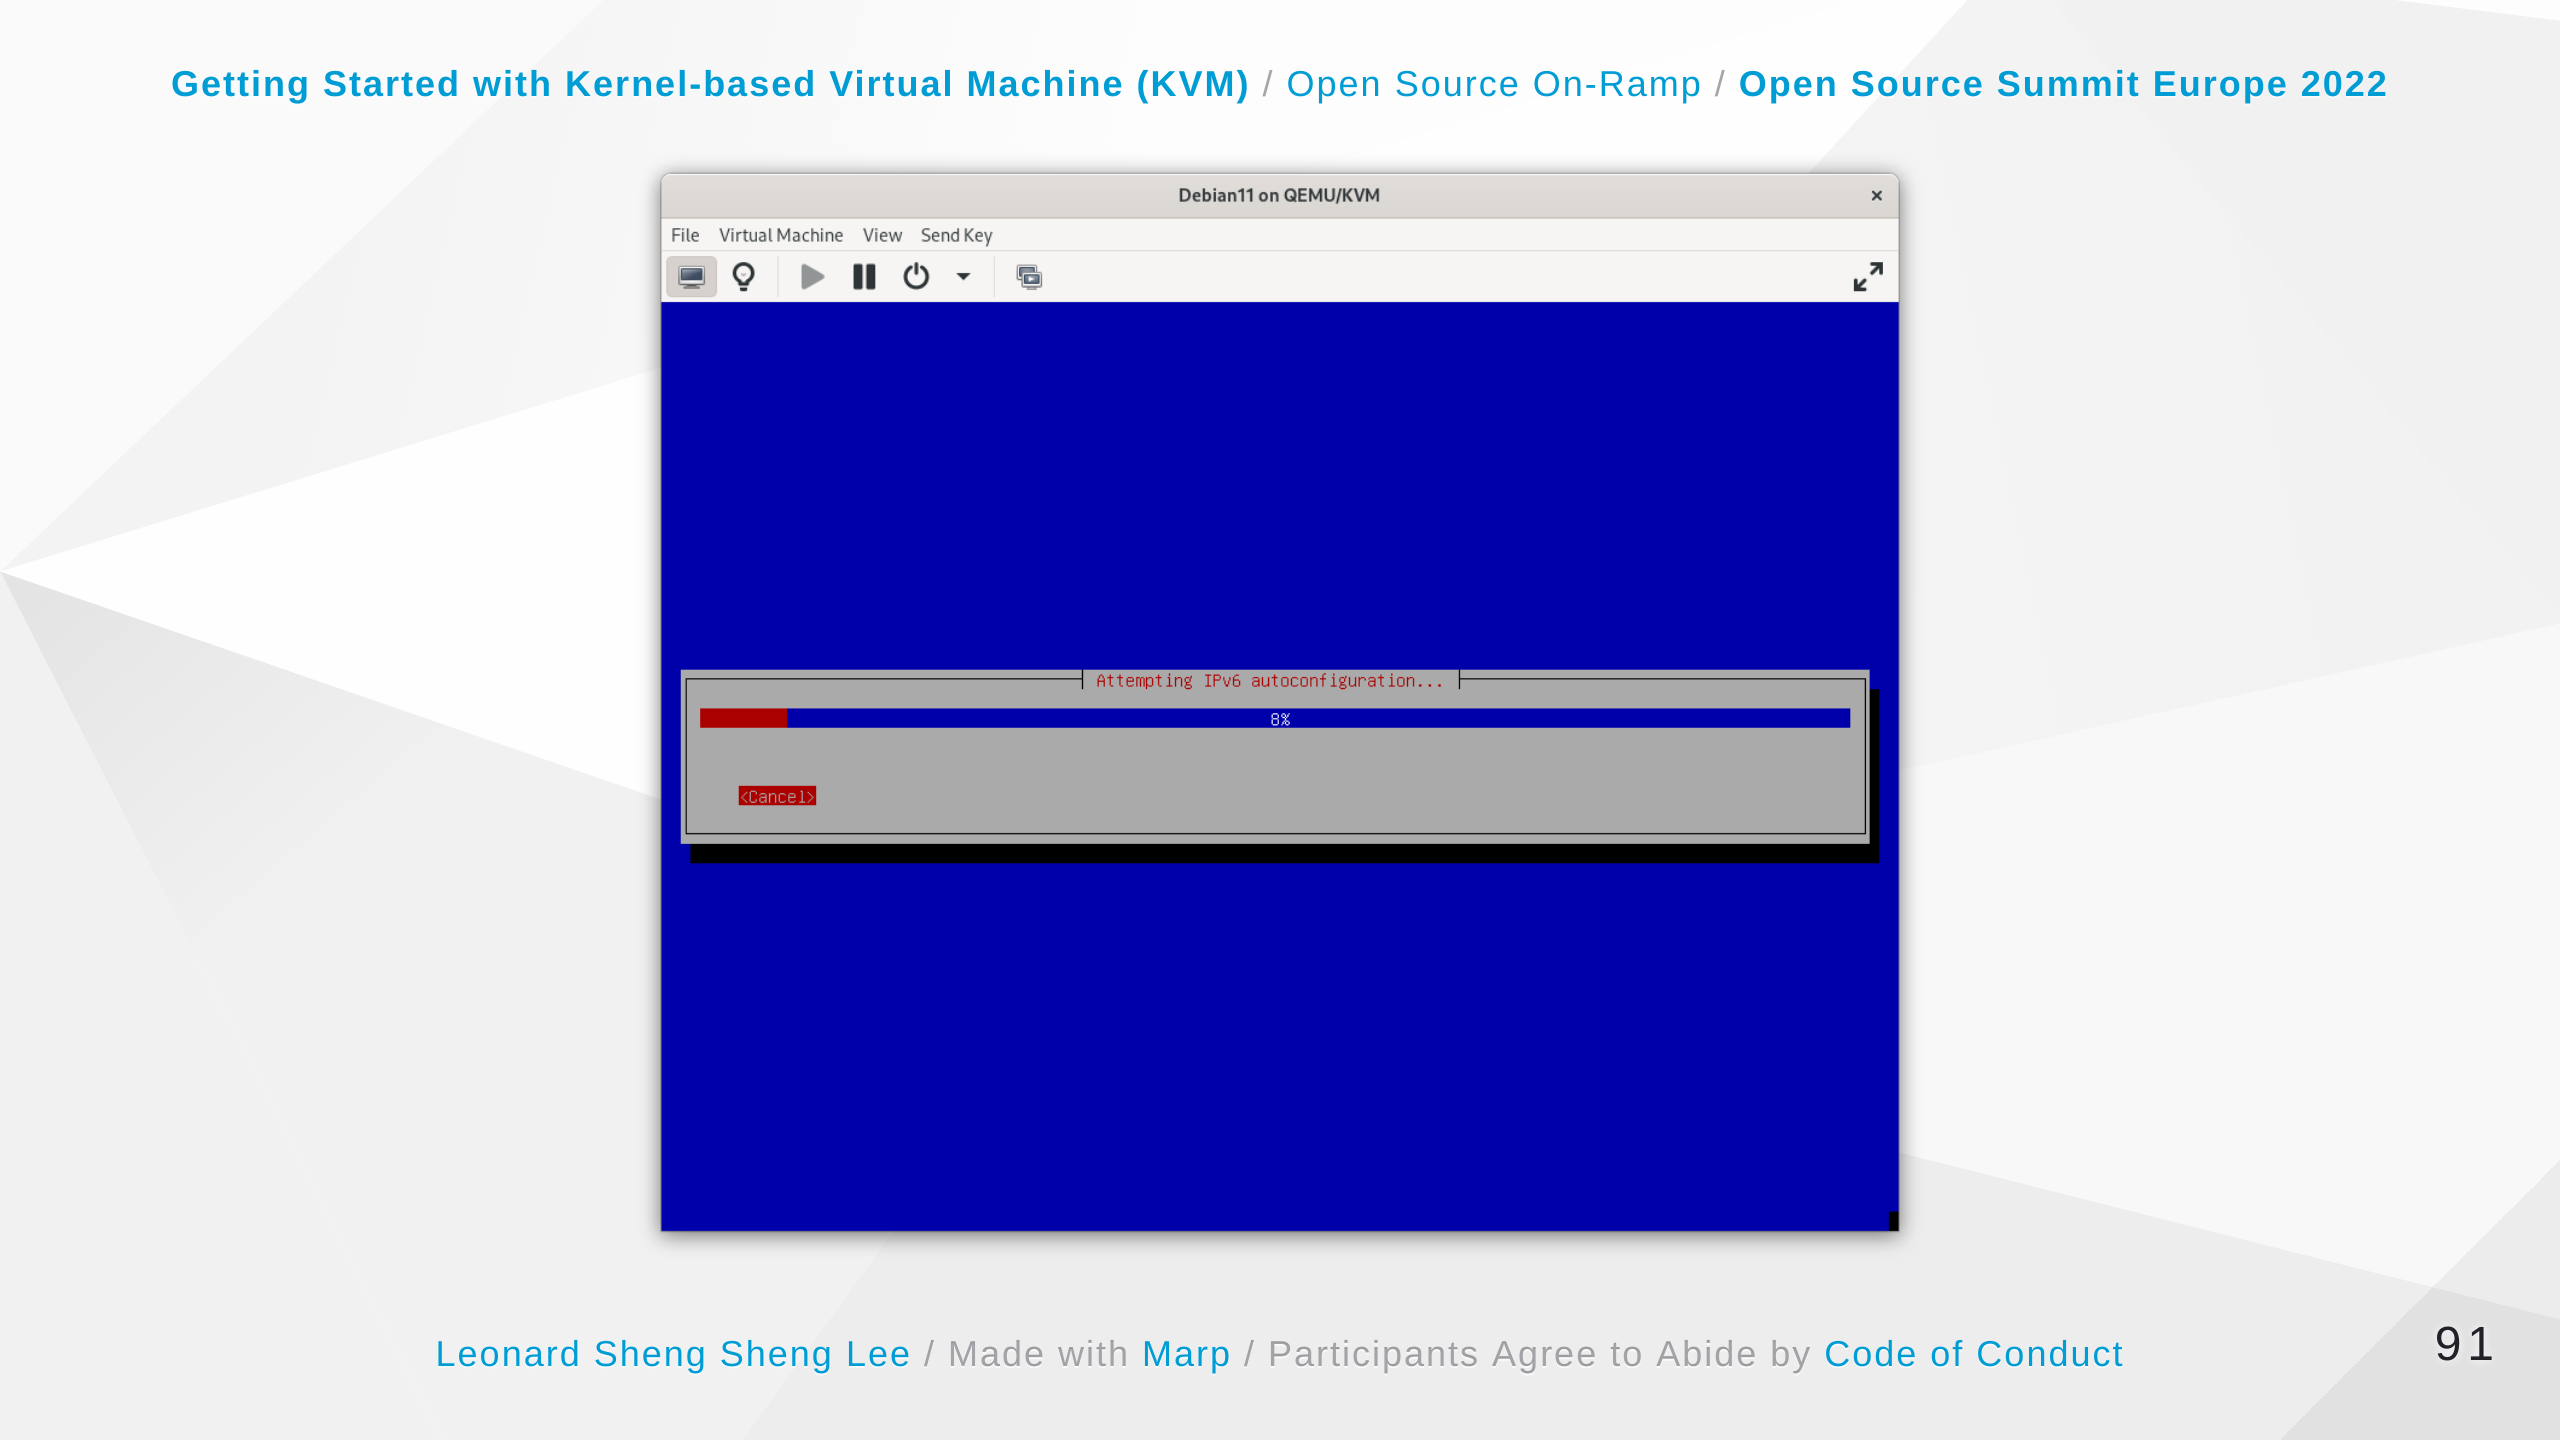 Getting Started with Kernel-based Virtual Machine (KVM) / Open Source On-Ramp / Open Source Summit Europe 2022
Debian11 on QEMU/KVM
File Virtual Machine View Send Key
Attempting IPv6 autoconfiguration...
8%
<Cancel>
Leonard Sheng Sheng Lee / Made with Marp / Participants Agree to Abide by Code of Conduct
91